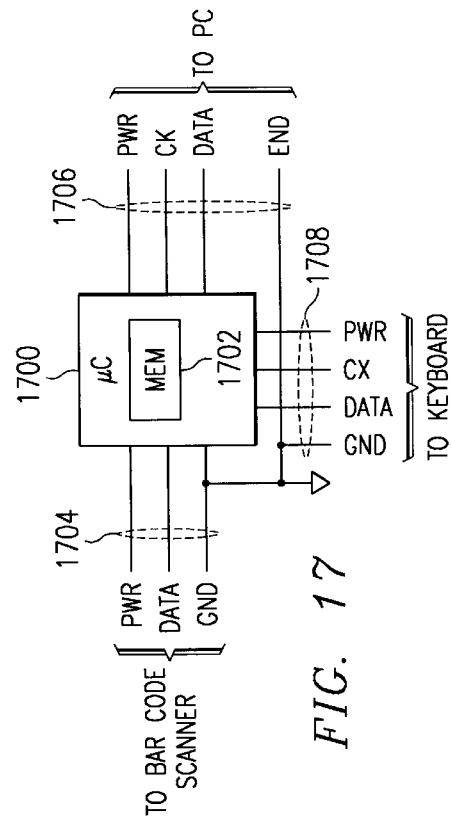 1700
μC
MEM
1702
1704
PWR
DATA
GND
TO BAR CODE
SCANNER
1706
PWR
CK
DATA
END
TO PC
1708
PWR
CX
DATA
GND
TO KEYBOARD
FIG. 17